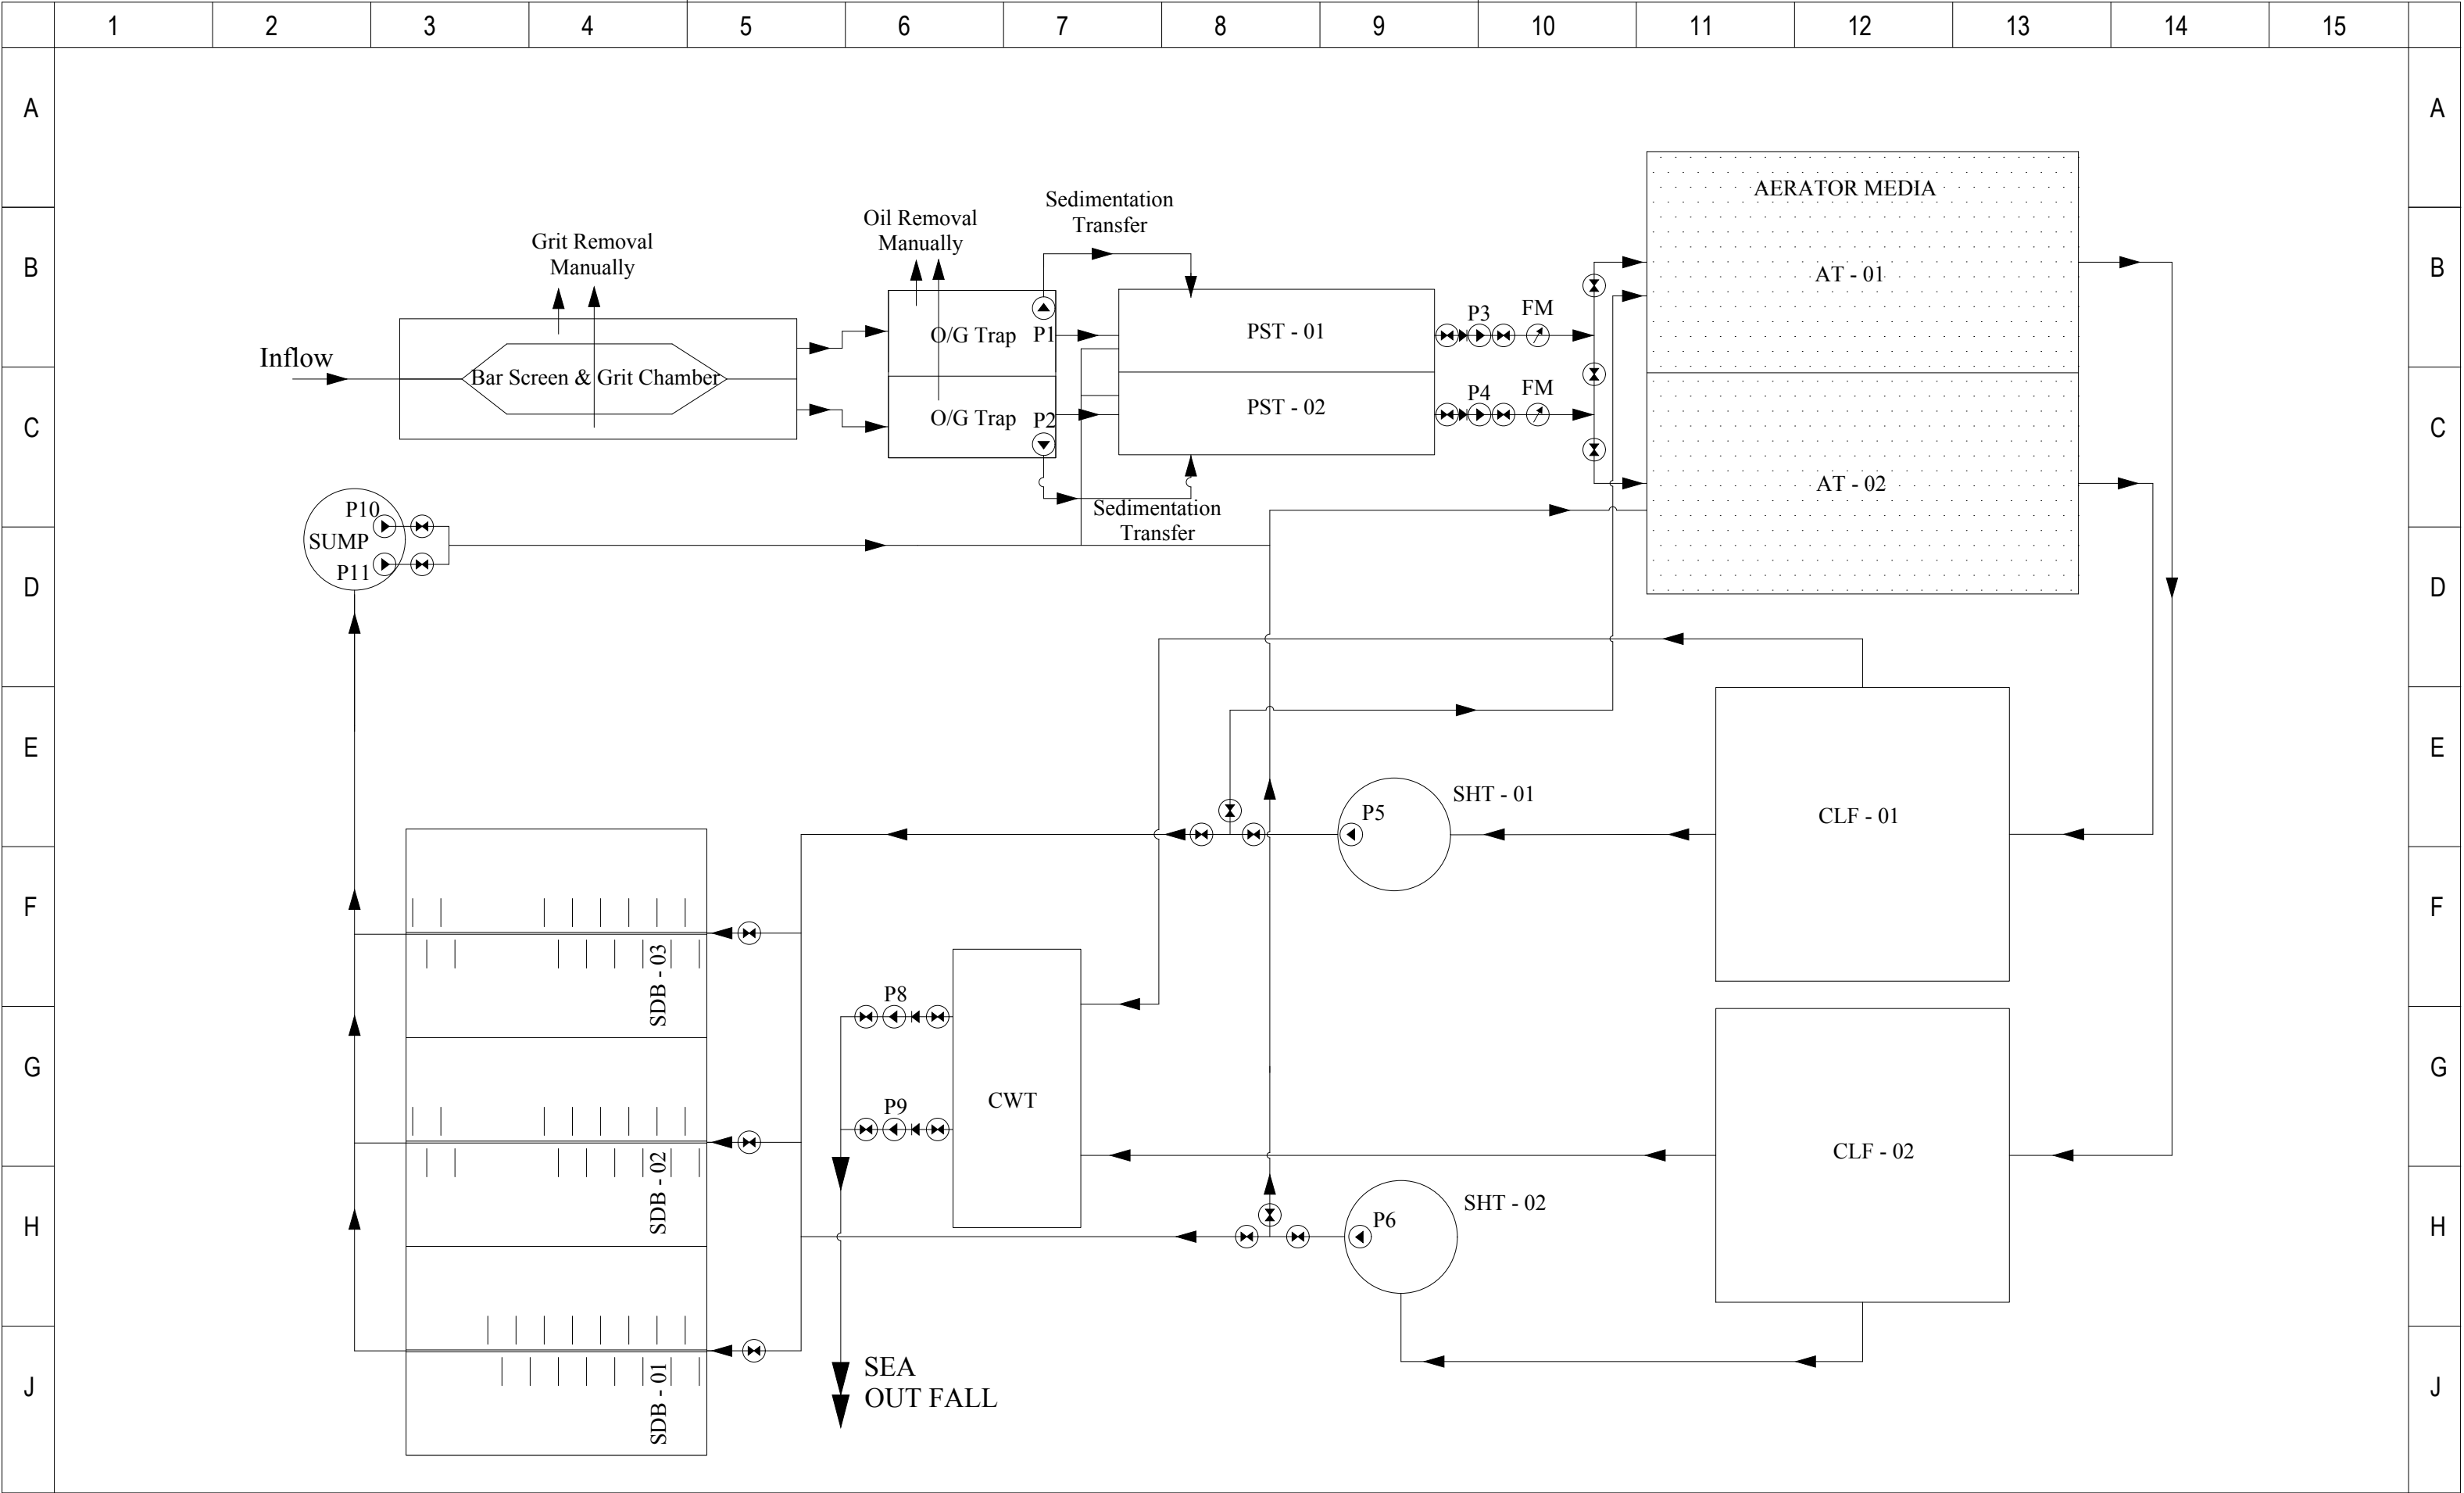 1 2 3 4 5 6 7 8 9 10 11 12 13 14 15
A A
Sedimentation
Transfer
AERATOR MEDIA
Oil Removal
Manually
Grit Removal
Manually
B B
AT - 01
P3 FM
O/G Trap P1
PST - 01
Inflow
Bar Screen & Grit Chamber
P4 FM
PST - 02
O/G Trap P2
C C
AT - 02
Sedimentation
Transfer
P10
SUMP
P11
D D
E E
SHT - 01
P5
CLF - 01
F F
SDB - 03
P8
G G
P9
CWT
CLF - 02
SDB - 02
SHT - 02
P6
H H
SEA
OUT FALL
SDB - 01
J J